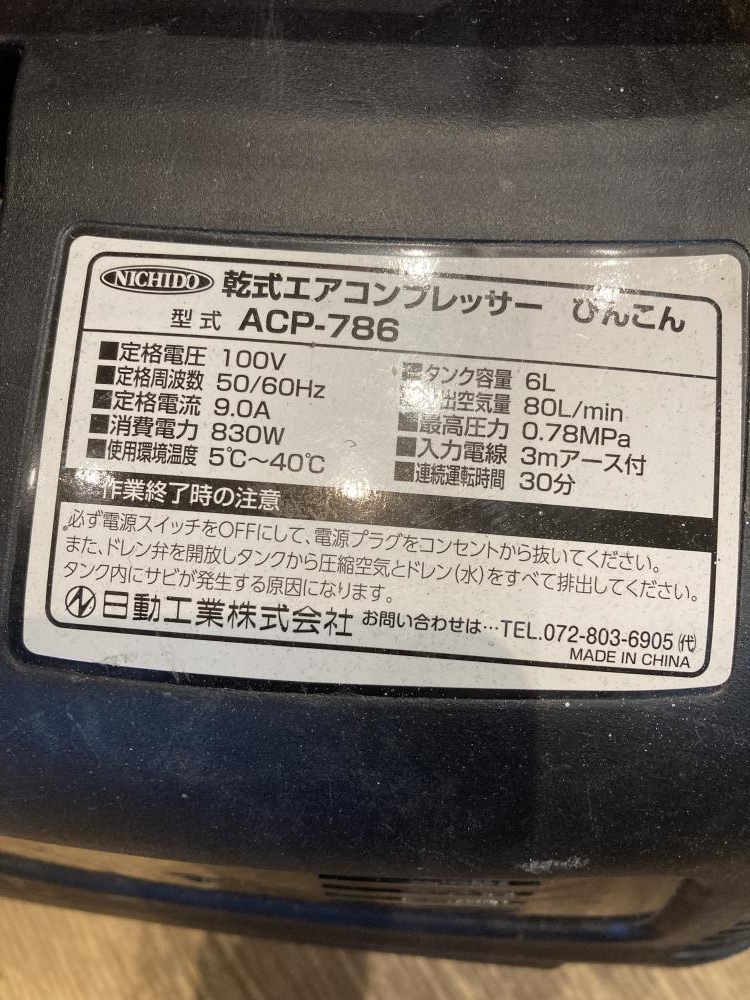 NICHIDO 乾式エアコンプレッサー びんこん
型式 ACP-786
■定格電圧 100V
■定格周波数 50/60Hz
■定格電流 9.0A
■消費電力 830W
■使用環境温度 5℃〜40℃
■タンク容量 6L
出空気量 80L/min
■最高圧力 0.78MPa
■入力電線 3mアース付
■連続運転時間 30分
作業終了時の注意
必ず電源スイッチをOFFにして、電源プラグをコンセントから抜いてください。
また、ドレン弁を開放しタンクから圧縮空気とドレン(水)をすべて排出してください。
タンク内にサビが発生する原因になります。
日動工業株式会社 お問い合わせは…TEL.072-803-6905㈹
MADE IN CHINA